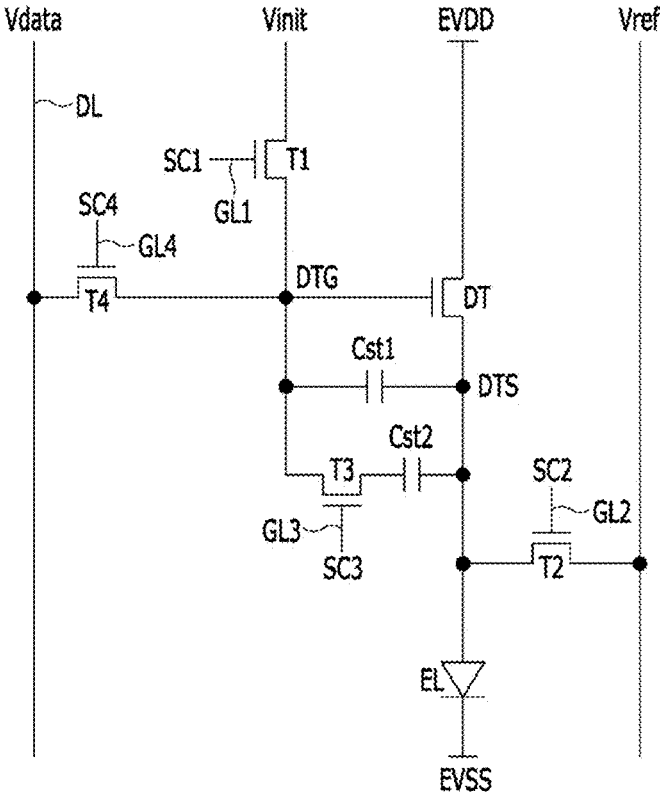 Vdata
Vinit
EVDD
Vref
DL
SC1
T1
GL1
SC4
GL4
T4
DTG
DT
Cst1
DTS
Cst2
T3
SC2
GL2
GL3
T2
SC3
EL
EVSS